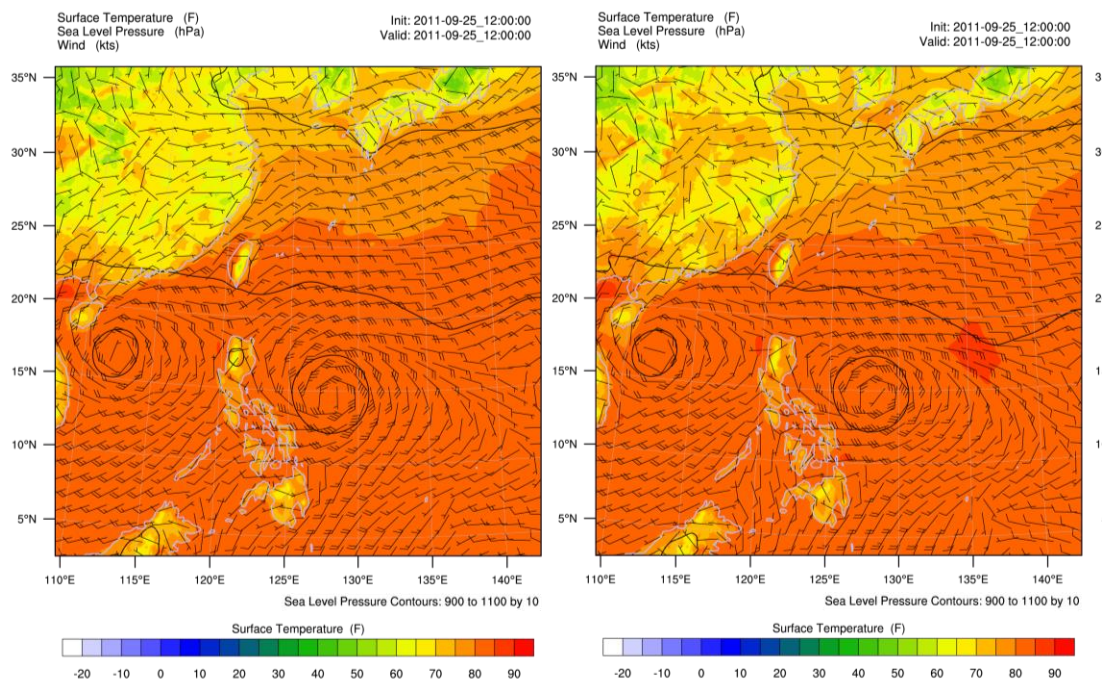 Surface Temperature (F)
Sea Level Pressure (hPa)
Wind (kts)
Init: 2011-09-25_12:00:00
Valid: 2011-09-25_12:00:00
35°N
30°N
25°N
20°N
15°N
10°N
5°N
110°E 115°E 120°E 125°E 130°E 135°E 140°E
Sea Level Pressure Contours: 900 to 1100 by 10
Surface Temperature (F)
-20 -10 0 10 20 30 40 50 60 70 80 90
Surface Temperature (F)
Sea Level Pressure (hPa)
Wind (kts)
Init: 2011-09-25_12:00:00
Valid: 2011-09-25_12:00:00
35°N
30°N
25°N
20°N
15°N
10°N
5°N
3
3
2
2
1
1
110°E 115°E 120°E 125°E 130°E 135°E 140°E
Sea Level Pressure Contours: 900 to 1100 by 10
Surface Temperature (F)
-20 -10 0 10 20 30 40 50 60 70 80 90